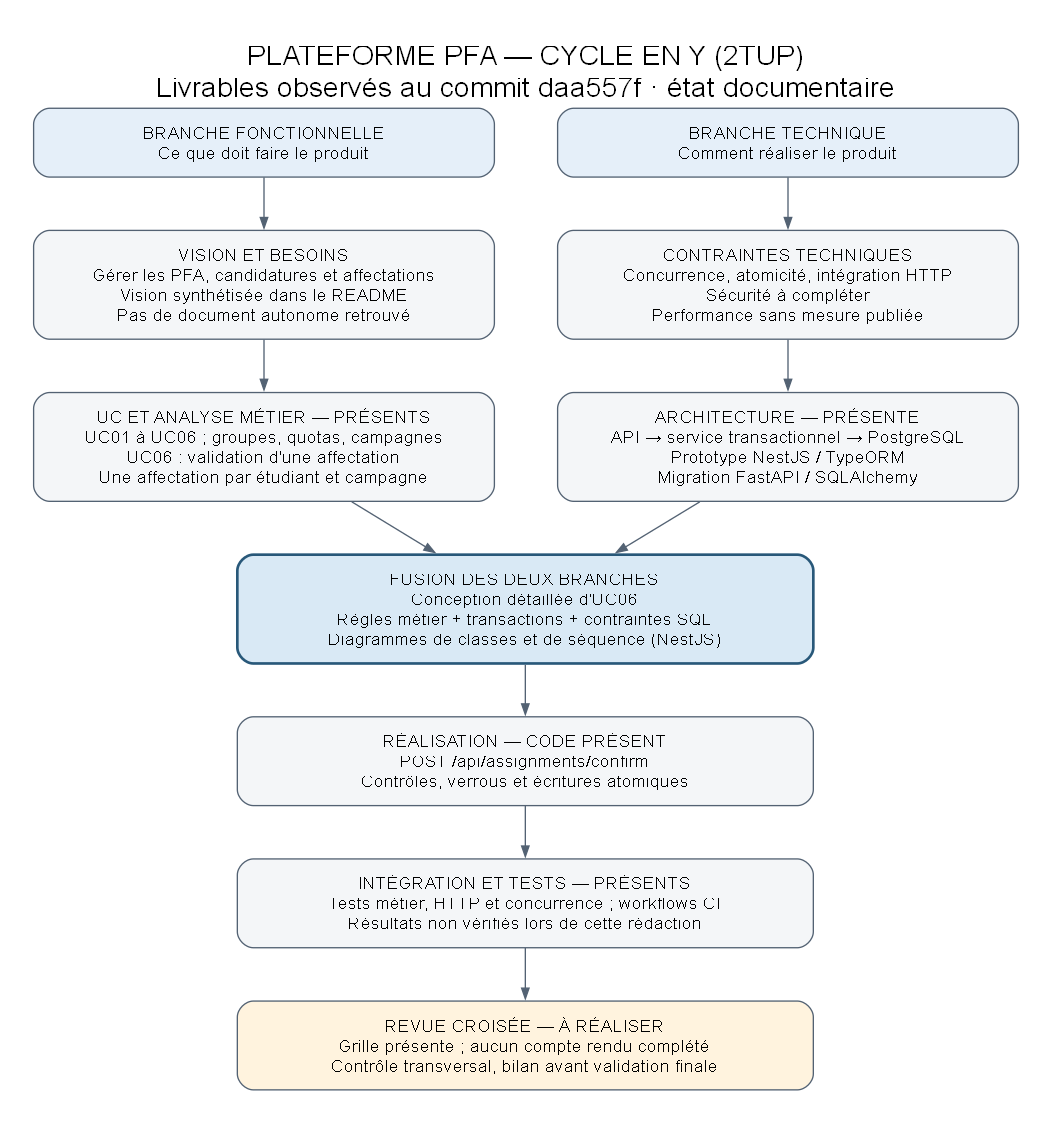 PLATEFORME PFA — CYCLE EN Y (2TUP)
Livrables observés au commit daa557f · état documentaire
BRANCHE FONCTIONNELLE
Ce que doit faire le produit
BRANCHE TECHNIQUE
Comment réaliser le produit
VISION ET BESOINS
Gérer les PFA, candidatures et affectations
Vision synthétisée dans le README
Pas de document autonome retrouvé
CONTRAINTES TECHNIQUES
Concurrence, atomicité, intégration HTTP
Sécurité à compléter
Performance sans mesure publiée
UC ET ANALYSE MÉTIER — PRÉSENTS
UC01 à UC06 ; groupes, quotas, campagnes
UC06 : validation d'une affectation
Une affectation par étudiant et campagne
ARCHITECTURE — PRÉSENTE
API → service transactionnel → PostgreSQL
Prototype NestJS / TypeORM
Migration FastAPI / SQLAlchemy
FUSION DES DEUX BRANCHES
Conception détaillée d'UC06
Règles métier + transactions + contraintes SQL
Diagrammes de classes et de séquence (NestJS)
RÉALISATION — CODE PRÉSENT
POST /api/assignments/confirm
Contrôles, verrous et écritures atomiques
INTÉGRATION ET TESTS — PRÉSENTS
Tests métier, HTTP et concurrence ; workflows CI
Résultats non vérifiés lors de cette rédaction
REVUE CROISÉE — À RÉALISER
Grille présente ; aucun compte rendu complété
Contrôle transversal, bilan avant validation finale